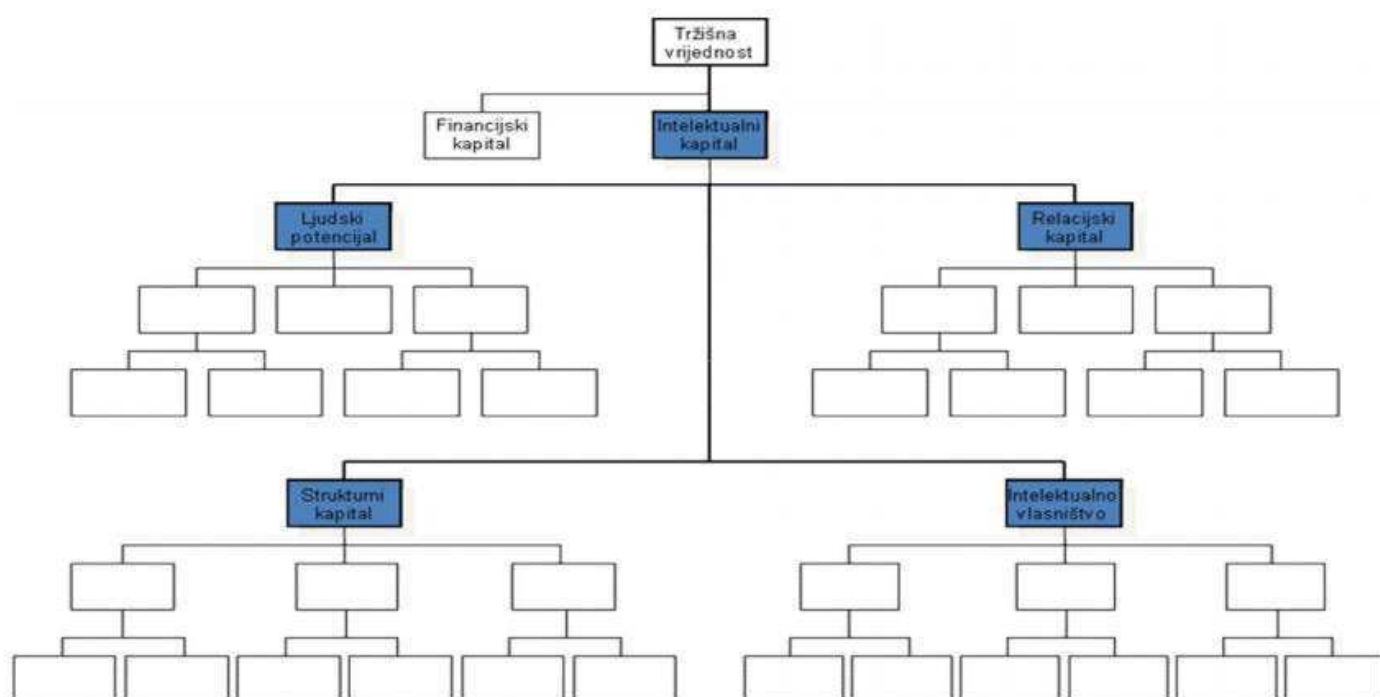 Tržišna
vrijednost
Financijski
kapital
Intelektualni
kapital
Ljudski
potencijal
Relacijski
kapital
Strukturni
kapital
Intelektualno
vlasništvo